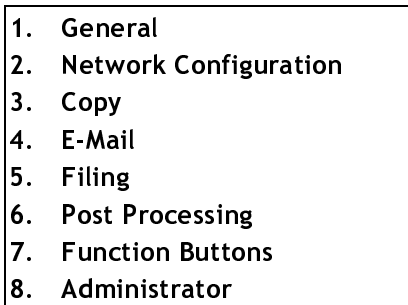 1. General
2. Network Configuration
3. Copy
4. E-Mail
5. Filing
6. Post Processing
7. Function Buttons
8. Administrator